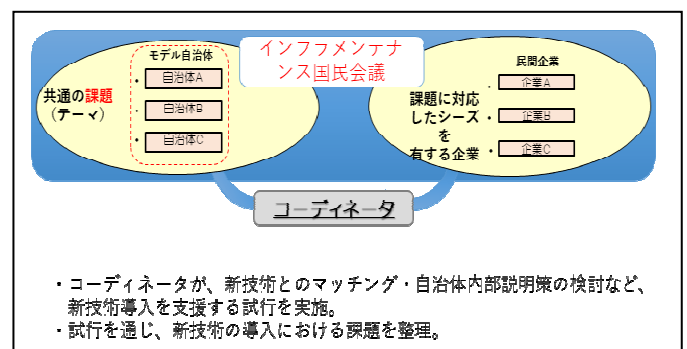 インフラメンテナ
ンス国民会議
モデル自治体
・自治体A
・自治体B
・自治体C
共通の課題
（テーマ）
民間企業
・企業A
・企業B
・企業C
課題に対応
したシーズ
を
有する企業
コーディネータ
・コーディネータが、新技術とのマッチング・自治体内部説明策の検討など、
新技術導入を支援する試行を実施。
・試行を通じ、新技術の導入における課題を整理。